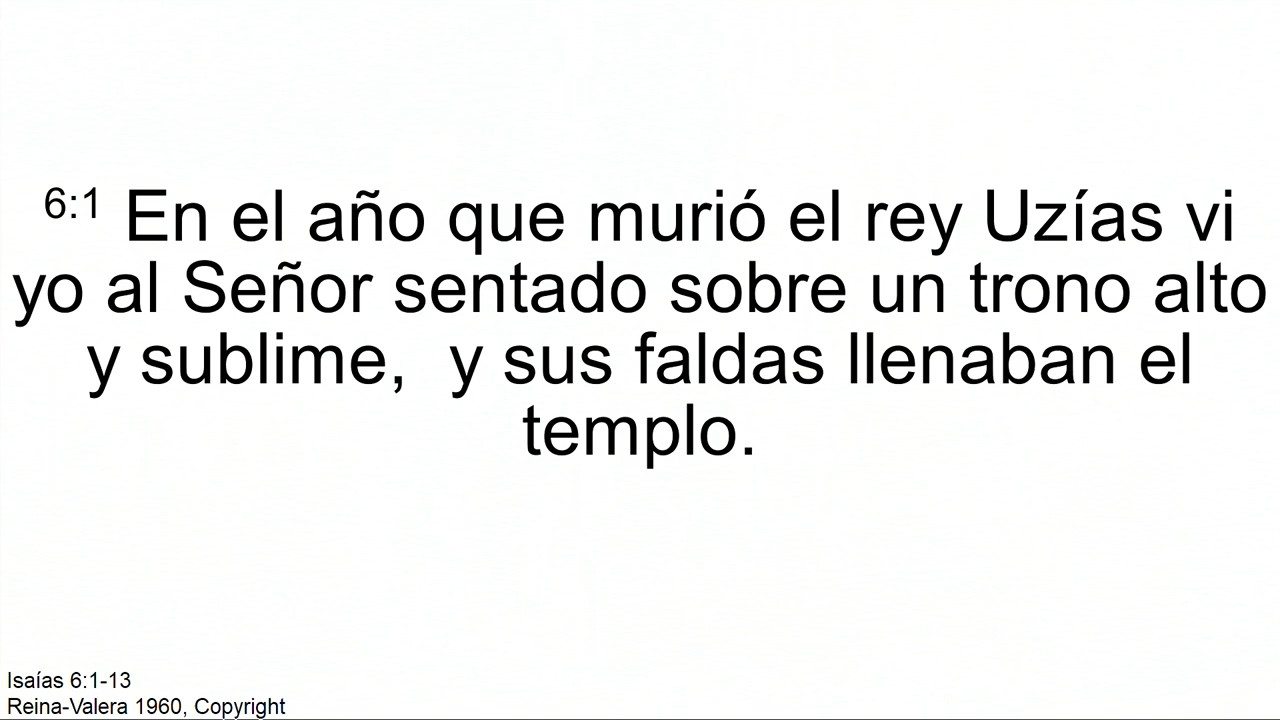 6:1 En el año que murió el rey Uzías vi
yo al Señor sentado sobre un trono alto
y sublime,  y sus faldas llenaban el
templo.
Isaías 6:1-13
Reina-Valera 1960, Copyright